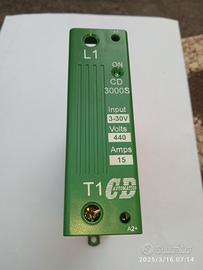 L1
ON
CD
3000S
Input
3-30V
Volts
440
Amps
15
T1
CD
AUTOMATION
A2+
2025/3/16 07:14